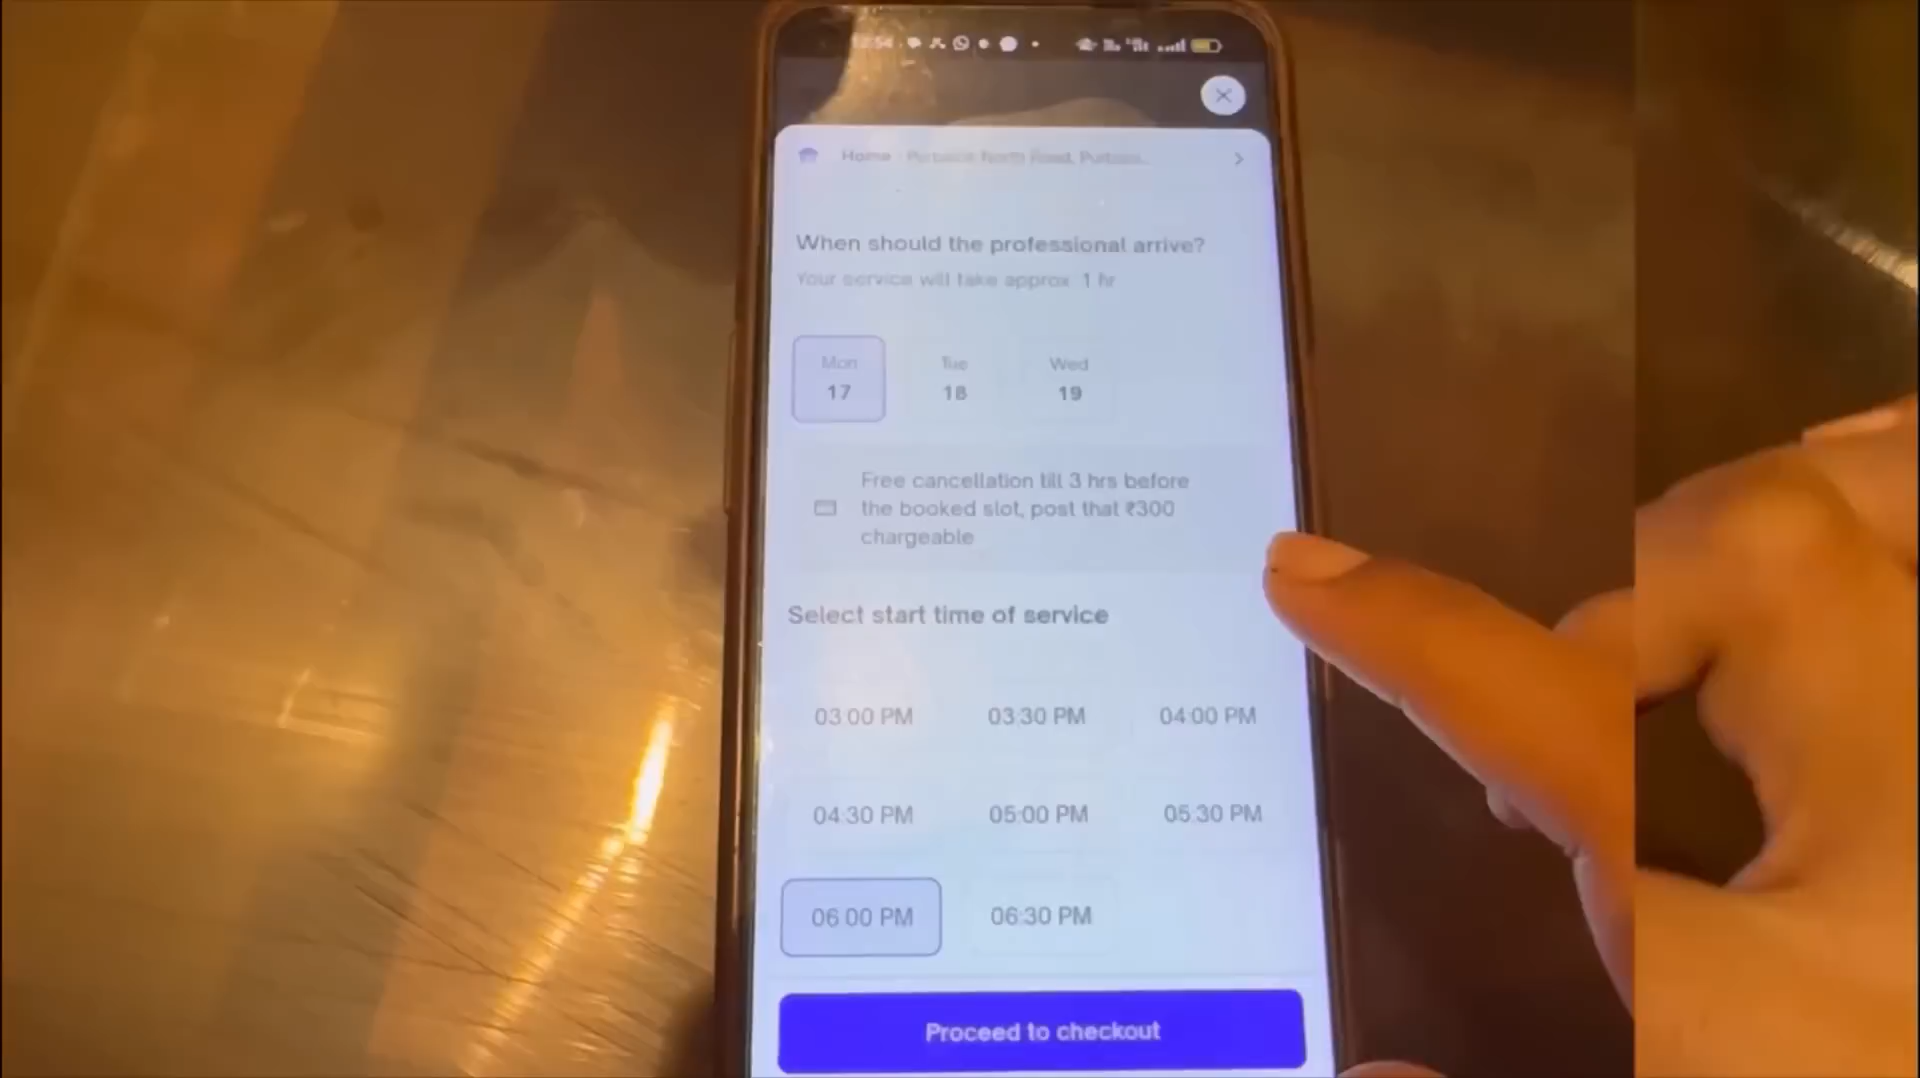 Home
When should the professional arrive?
Your service will take approx. 1 hr
Mon Tue Wed
17 18 19
Free cancellation till 3 hrs before
the booked slot, post that ₹300
chargeable
Select start time of service
03:00 PM 03:30 PM 04:00 PM
04:30 PM 05:00 PM 05:30 PM
06:00 PM 06:30 PM
Proceed to checkout